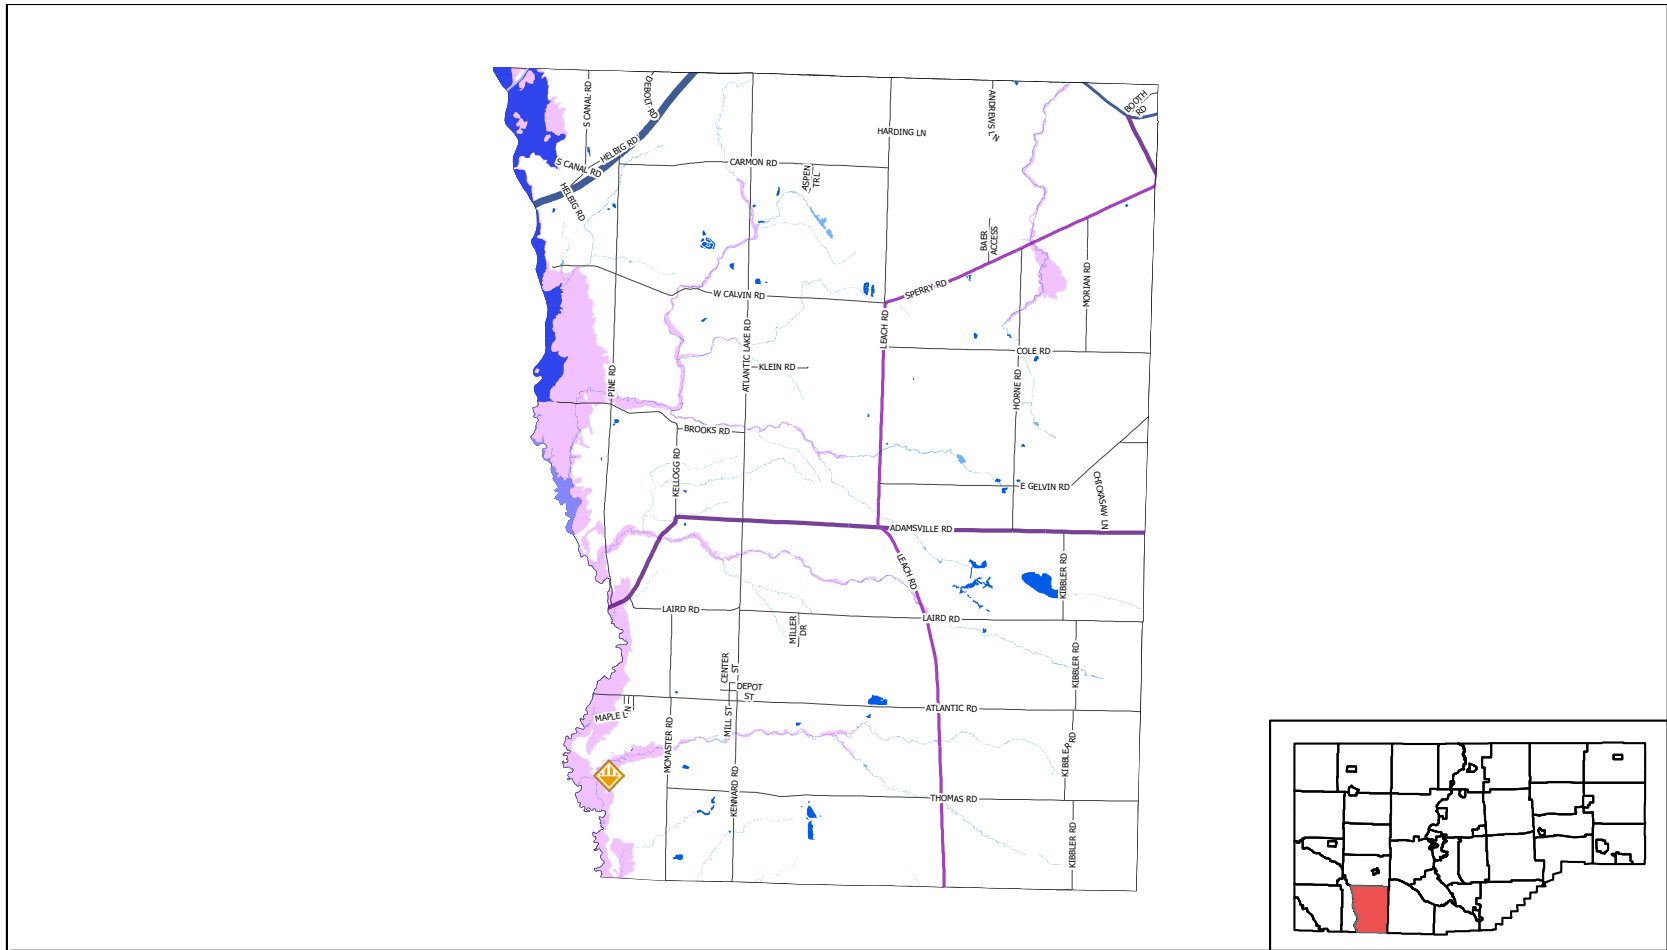 S CANAL RD
DEBOLT RD
BOOTH
RD
ANDREWS LN
HARDING LN
HELBIG RD
S CANAL RD
CARMON RD
ASPEN
TRL
HELBIG RD
BAER
ACCESS
MORIAN RD
W CALVIN RD
SPERRY RD
LEACH RD
ATLANTIC LAKE RD
COLE RD
KLEIN RD
PINE RD
HORNE RD
BROOKS RD
KELLOGG RD
E GELVIN RD
CHICKASAW LN
ADAMSVILLE RD
LEACH RD
KIBBLER RD
LAIRD RD
LAIRD RD
MILLER
DR
KIBBLER RD
CENTER
ST
DEPOT
ST
ATLANTIC RD
MAPLE LN
MILL ST
MCMASTER RD
KIBBLER RD
KENNARD RD
THOMAS RD
KIBBLER RD